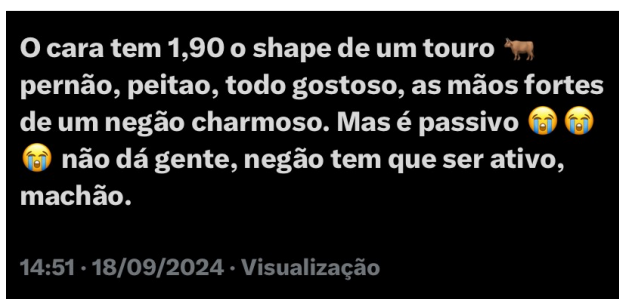 O cara tem 1,90 o shape de um touro 🐂
pernão, peitao, todo gostoso, as mãos fortes
de um negão charmoso. Mas é passivo 😭😭
😭 não dá gente, negão tem que ser ativo,
machão.
14:51 · 18/09/2024 · Visualização